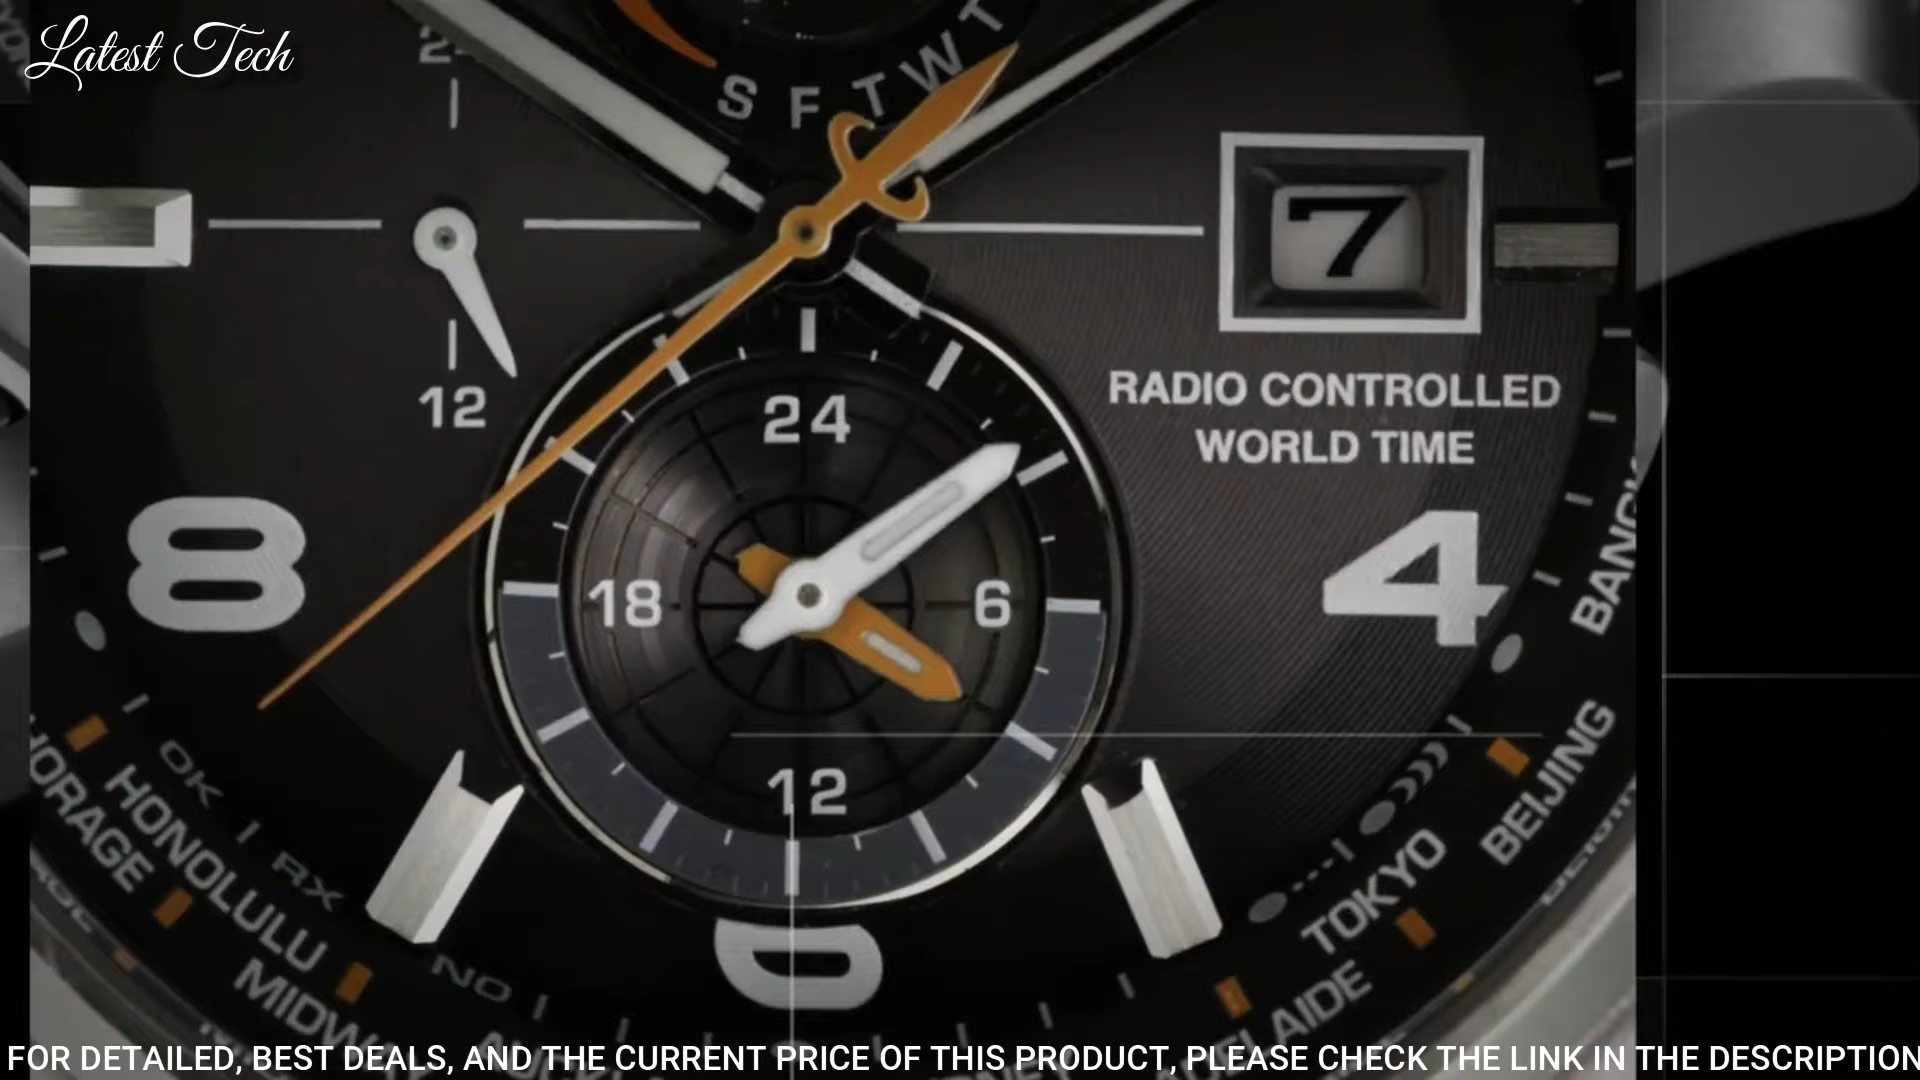 Latest Tech
S F T W T
7
RADIO CONTROLLED
WORLD TIME
12
24
18
6
12
8
4
BEIJING
TOKYO
HONOLULU
OK
RX
NO
FOR DETAILED, BEST DEALS, AND THE CURRENT PRICE OF THIS PRODUCT, PLEASE CHECK THE LINK IN THE DESCRIPTION